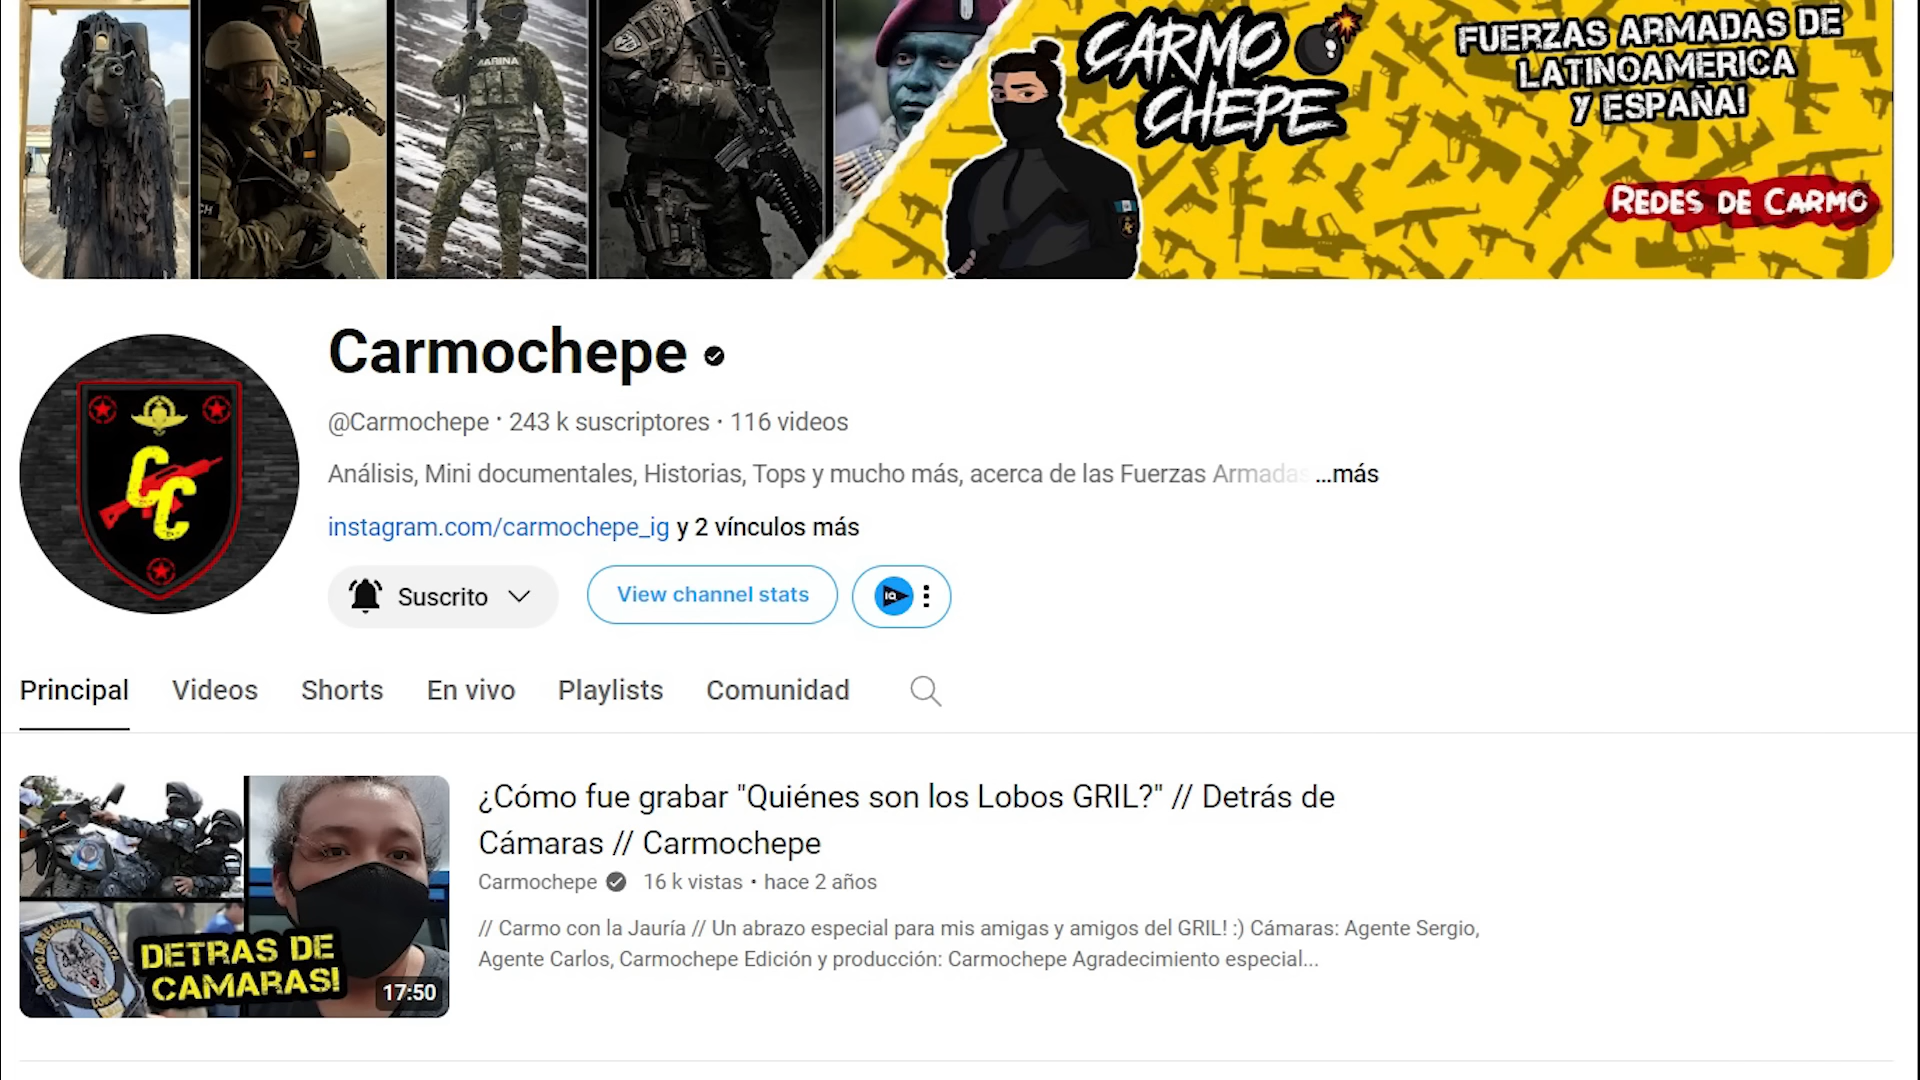 MARINA
CH
CARMO
CHEPE
FUERZAS ARMADAS DE
LATINOAMERICA
Y ESPAÑA!
REDES DE CARMO
CC
Carmochepe
@Carmochepe · 243 k suscriptores · 116 videos
Análisis, Mini documentales, Historias, Tops y mucho más, acerca de las Fuerzas Armadas ...más
instagram.com/carmochepe_ig y 2 vínculos más
Suscrito
View channel stats
IQ
Principal
Videos
Shorts
En vivo
Playlists
Comunidad
¿Cómo fue grabar "Quiénes son los Lobos GRIL?" // Detrás de
Cámaras // Carmochepe
Carmochepe 16 k vistas • hace 2 años
// Carmo con la Jauría // Un abrazo especial para mis amigas y amigos del GRIL! :) Cámaras: Agente Sergio,
Agente Carlos, Carmochepe Edición y producción: Carmochepe Agradecimiento especial...
DETRAS DE
CAMARAS!
17:50